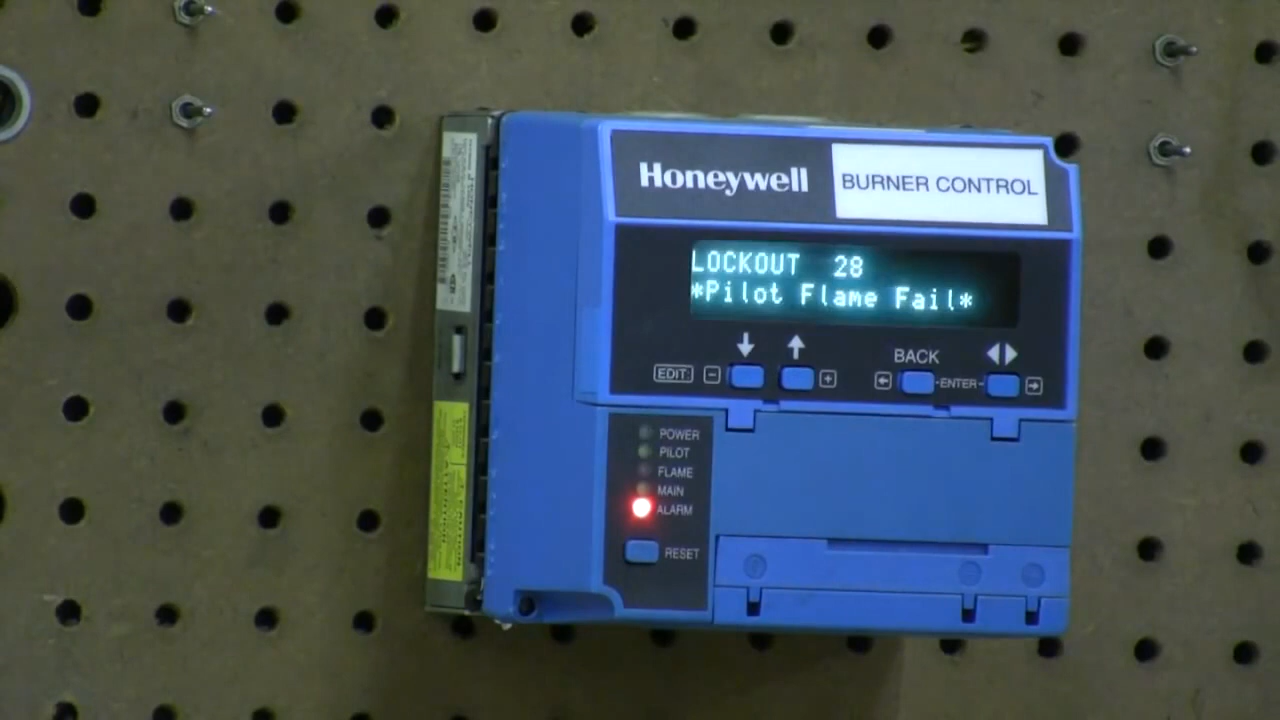 Honeywell
BURNER CONTROL
LOCKOUT 28
*Pilot Flame Fail*
BACK
EDIT: - + ENTER
POWER
PILOT
FLAME
MAIN
ALARM
RESET